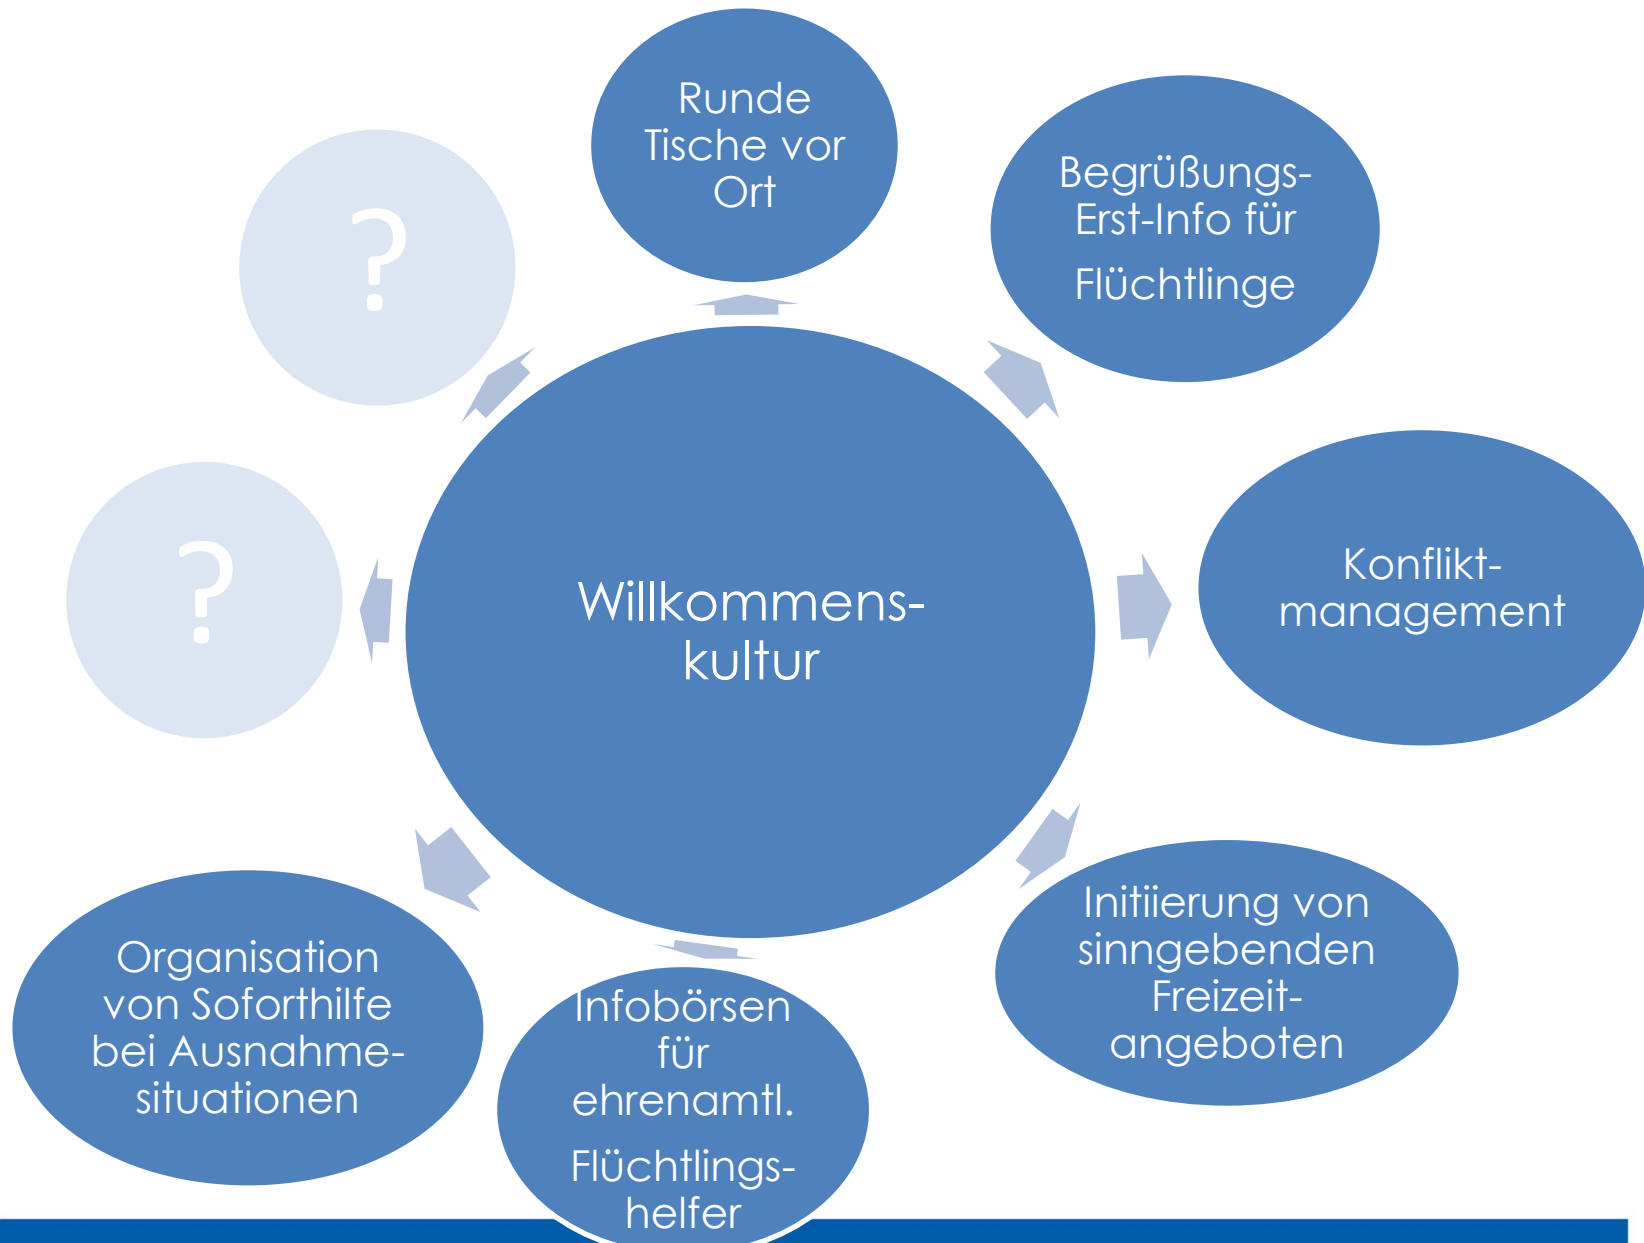 Runde
Tische vor
Ort
Begrüßungs-
Erst-Info für
Flüchtlinge
?
Konflikt-
management
?
Willkommens-
kultur
Initiierung von
sinngebenden
Freizeit-
angeboten
Organisation
von Soforthilfe
bei Ausnahme-
situationen
Infobörsen
für
ehrenamtl.
Flüchtlings-
helfer